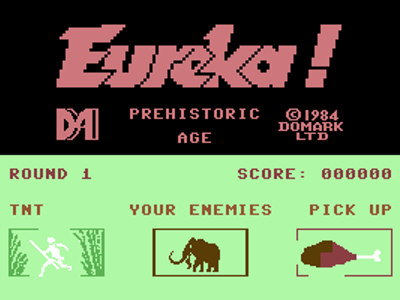 Eureka!
PREHISTORIC
AGE
©1984
DOMARK
LTD
ROUND 1 SCORE: 000000
TNT YOUR ENEMIES PICK UP